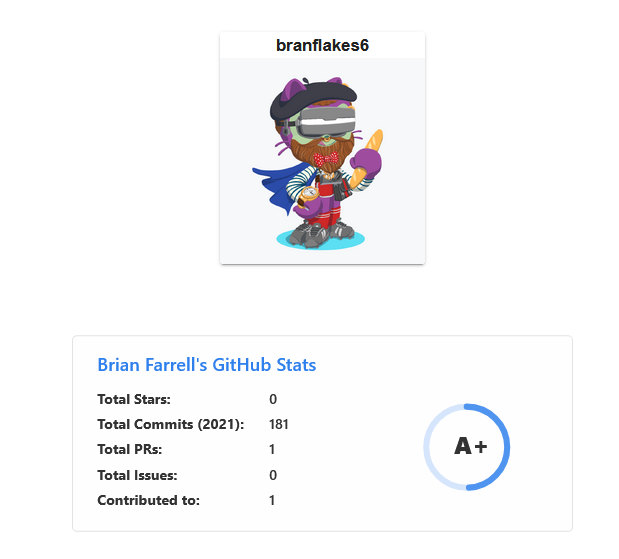 branflakes6
Brian Farrell's GitHub Stats
Total Stars: 0
Total Commits (2021): 181
Total PRs: 1
Total Issues: 0
Contributed to: 1
A+